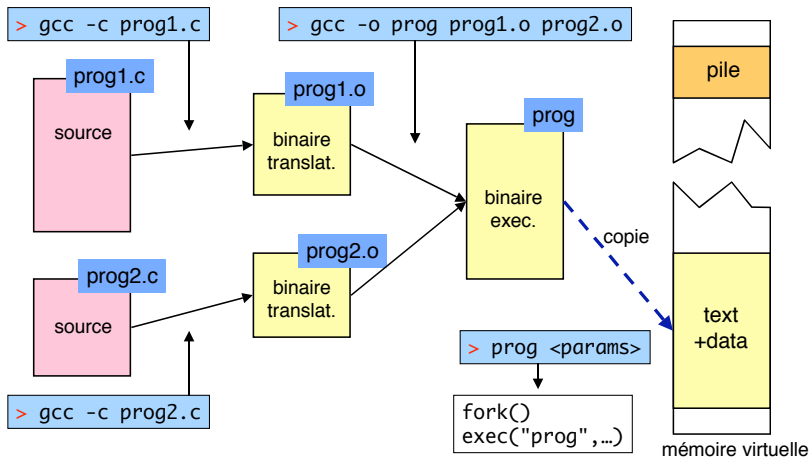 > gcc -c prog1.c
> gcc -o prog prog1.o prog2.o
pile
prog1.c
source
prog1.o
binaire
translat.
prog
binaire
exec.
copie
prog2.c
source
prog2.o
binaire
translat.
text
+data
> prog <params>
> gcc -c prog2.c
fork()
exec("prog",…)
mémoire virtuelle